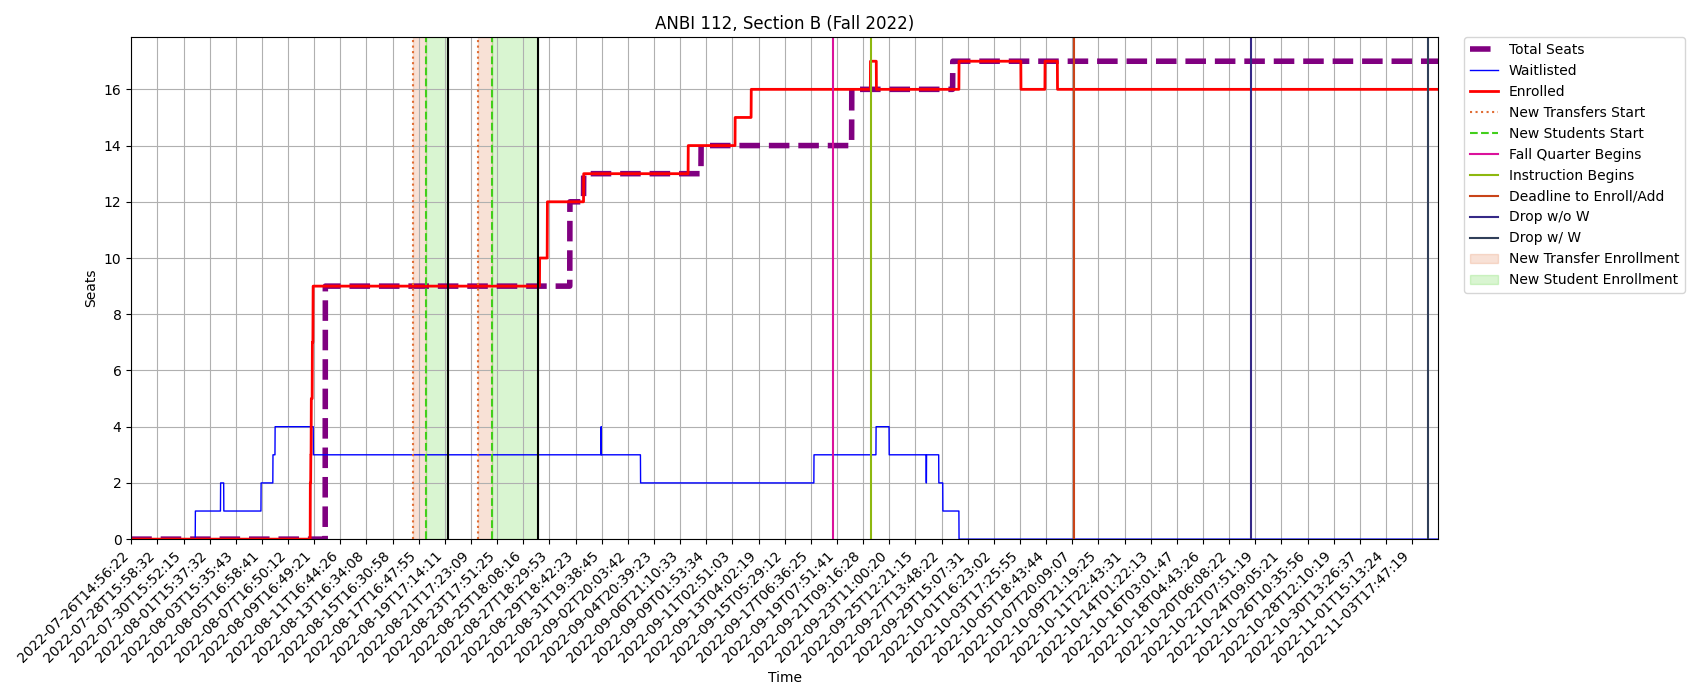 ANBI 112, Section B (Fall 2022)
Total Seats
Waitlisted
Enrolled
New Transfers Start
New Students Start
Fall Quarter Begins
Instruction Begins
Deadline to Enroll/Add
Drop w/o W
Drop w/ W
New Transfer Enrollment
New Student Enrollment
Seats
16
14
12
10
8
6
4
2
0
2022-07-26T14:56:22
2022-07-28T15:58:32
2022-07-30T15:52:15
2022-08-01T15:37:32
2022-08-03T15:35:43
2022-08-05T16:58:41
2022-08-07T16:50:12
2022-08-09T16:49:21
2022-08-11T16:44:26
2022-08-13T16:34:08
2022-08-15T16:30:58
2022-08-17T16:47:55
2022-08-19T17:14:11
2022-08-21T17:23:09
2022-08-23T17:51:25
2022-08-25T18:08:16
2022-08-27T18:29:53
2022-08-29T18:42:23
2022-08-31T19:38:45
2022-09-02T20:03:42
2022-09-04T20:39:23
2022-09-06T21:10:33
2022-09-09T01:53:34
2022-09-11T02:51:03
2022-09-13T04:02:19
2022-09-15T05:29:12
2022-09-17T06:36:25
2022-09-19T07:51:41
2022-09-21T09:16:28
2022-09-23T11:00:20
2022-09-25T12:21:15
2022-09-27T13:48:22
2022-09-29T15:07:31
2022-10-01T16:23:02
2022-10-03T17:25:55
2022-10-05T18:43:44
2022-10-07T20:09:07
2022-10-09T21:19:25
2022-10-11T22:43:31
2022-10-14T01:22:13
2022-10-16T03:01:47
2022-10-18T04:43:26
2022-10-20T06:08:22
2022-10-22T07:51:19
2022-10-24T09:05:21
2022-10-26T10:35:56
2022-10-28T12:10:19
2022-10-30T13:26:37
2022-11-01T15:13:24
2022-11-03T17:47:19
Time